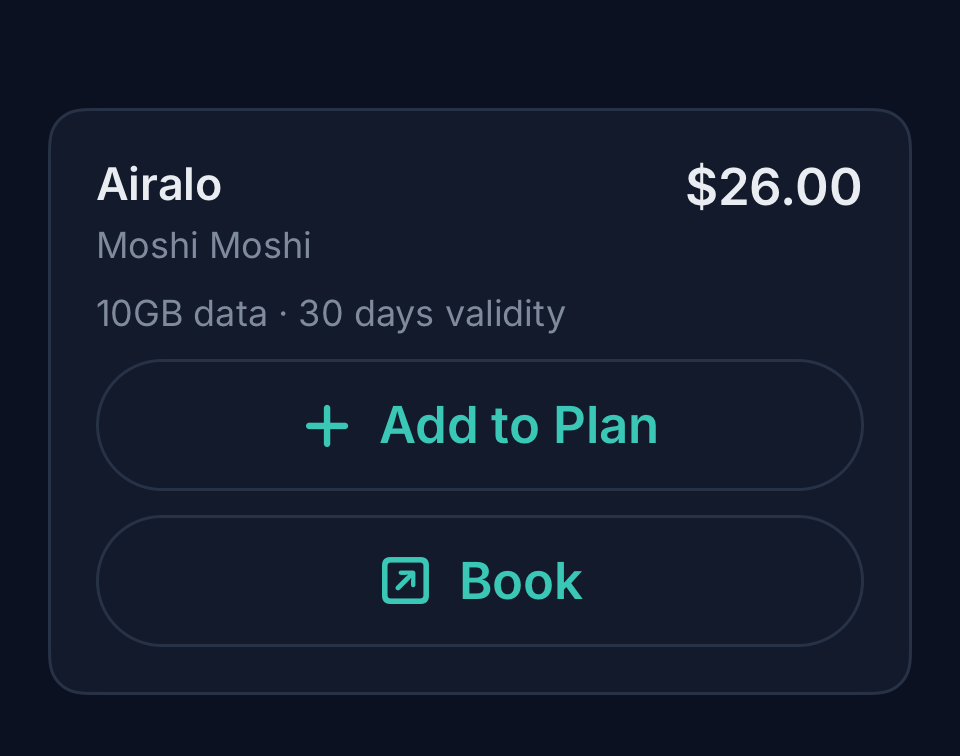 Airalo
$26.00
Moshi Moshi
10GB data · 30 days validity
Add to Plan
Book